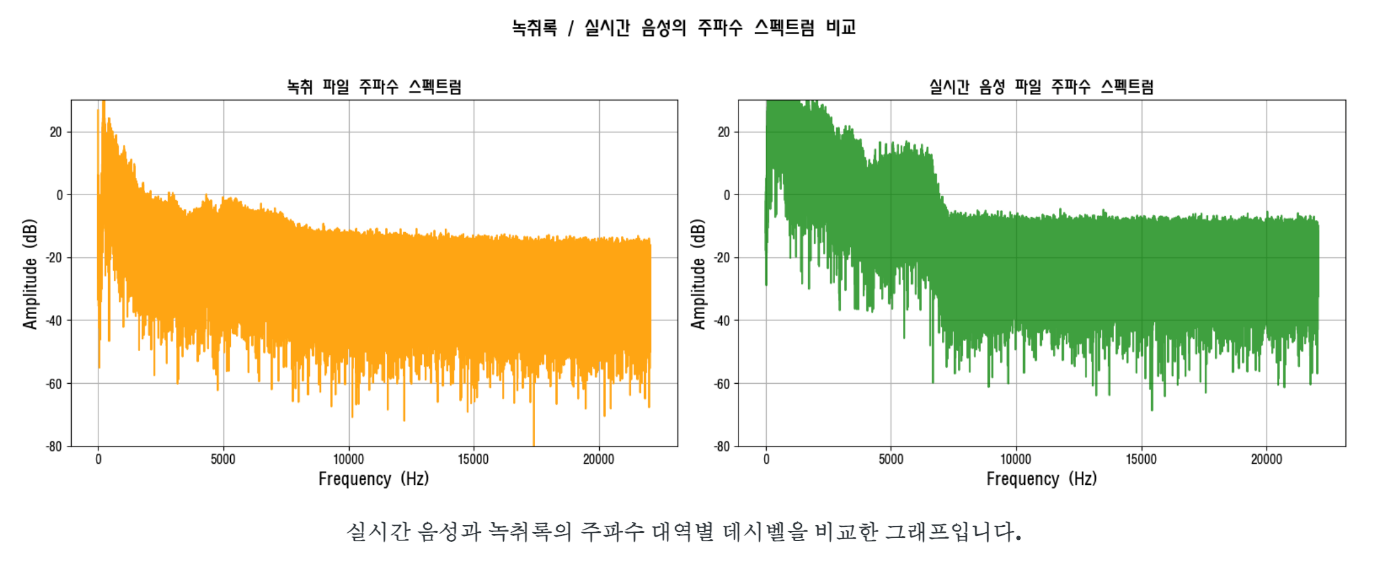 녹취록 / 실시간 음성의 주파수 스펙트럼 비교
녹취 파일 주파수 스펙트럼
20
0
-20
-40
-60
-80
Amplitude (dB)
0 5000 10000 15000 20000
Frequency (Hz)
실시간 음성 파일 주파수 스펙트럼
20
0
-20
-40
-60
-80
Amplitude (dB)
0 5000 10000 15000 20000
Frequency (Hz)
실시간 음성과 녹취록의 주파수 대역별 데시벨을 비교한 그래프입니다.